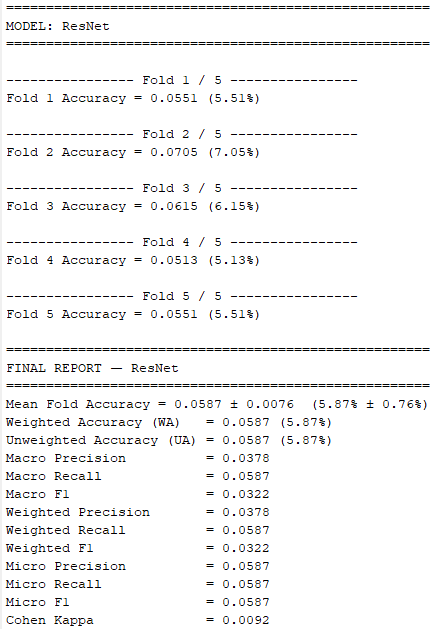 =====================================================
MODEL: ResNet
=====================================================
---------------- Fold 1 / 5 ----------------
Fold 1 Accuracy = 0.0551 (5.51%)
---------------- Fold 2 / 5 ----------------
Fold 2 Accuracy = 0.0705 (7.05%)
---------------- Fold 3 / 5 ----------------
Fold 3 Accuracy = 0.0615 (6.15%)
---------------- Fold 4 / 5 ----------------
Fold 4 Accuracy = 0.0513 (5.13%)
---------------- Fold 5 / 5 ----------------
Fold 5 Accuracy = 0.0551 (5.51%)
=====================================================
FINAL REPORT — ResNet
=====================================================
Mean Fold Accuracy = 0.0587 ± 0.0076  (5.87% ± 0.76%)
Weighted Accuracy (WA)   = 0.0587 (5.87%)
Unweighted Accuracy (UA) = 0.0587 (5.87%)
Macro Precision          = 0.0378
Macro Recall             = 0.0587
Macro F1                 = 0.0322
Weighted Precision       = 0.0378
Weighted Recall          = 0.0587
Weighted F1              = 0.0322
Micro Precision          = 0.0587
Micro Recall             = 0.0587
Micro F1                 = 0.0587
Cohen Kappa              = 0.0092